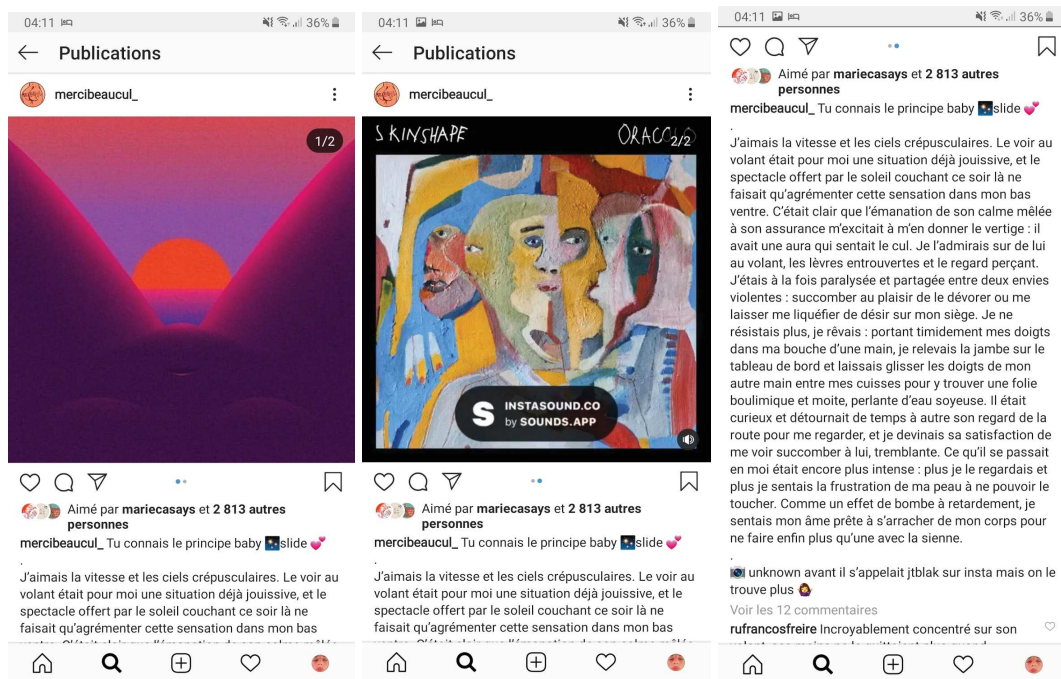 04:11 36%
Publications
mercibeaucul_
1/2
Aimé par mariecasays et 2 813 autres
personnes
mercibeaucul_ Tu connais le principe baby 🌠slide 💕
.
J'aimais la vitesse et les ciels crépusculaires. Le voir au
volant était pour moi une situation déjà jouissive, et le
spectacle offert par le soleil couchant ce soir là ne
faisait qu'agrémenter cette sensation dans mon bas
04:11 36%
Publications
mercibeaucul_
SKINSHAPE
2/2
S INSTASOUND.CO
by SOUNDS.APP
Aimé par mariecasays et 2 813 autres
personnes
mercibeaucul_ Tu connais le principe baby 🌠slide 💕
.
J'aimais la vitesse et les ciels crépusculaires. Le voir au
volant était pour moi une situation déjà jouissive, et le
spectacle offert par le soleil couchant ce soir là ne
faisait qu'agrémenter cette sensation dans mon bas
04:11 36%
Aimé par mariecasays et 2 813 autres
personnes
mercibeaucul_ Tu connais le principe baby 🌠slide 💕
.
J'aimais la vitesse et les ciels crépusculaires. Le voir au
volant était pour moi une situation déjà jouissive, et le
spectacle offert par le soleil couchant ce soir là ne
faisait qu'agrémenter cette sensation dans mon bas
ventre. C'était clair que l'émanation de son calme mêlée
à son assurance m'excitait à m'en donner le vertige : il
avait une aura qui sentait le cul. Je l'admirais sur de lui
au volant, les lèvres entrouvertes et le regard perçant.
J'étais à la fois paralysée et partagée entre deux envies
violentes : succomber au plaisir de le dévorer ou me
laisser me liquéfier de désir sur mon siège. Je ne
résistais plus, je rêvais : portant timidement mes doigts
dans ma bouche d'une main, je relevais la jambe sur le
tableau de bord et laissais glisser les doigts de mon
autre main entre mes cuisses pour y trouver une folie
boulimique et moite, perlante d'eau soyeuse. Il était
curieux et détournait de temps à autre son regard de la
route pour me regarder, et je devinais sa satisfaction de
me voir succomber à lui, tremblante. Ce qu'il se passait
en moi était encore plus intense : plus je le regardais et
plus je sentais la frustration de ma peau à ne pouvoir le
toucher. Comme un effet de bombe à retardement, je
sentais mon âme prête à s'arracher de mon corps pour
ne faire enfin plus qu'une avec la sienne.
.
📷 unknown avant il s'appelait jtblak sur insta mais on le
trouve plus 🤷‍♀️
Voir les 12 commentaires
rufrancosfreire Incroyablement concentré sur son